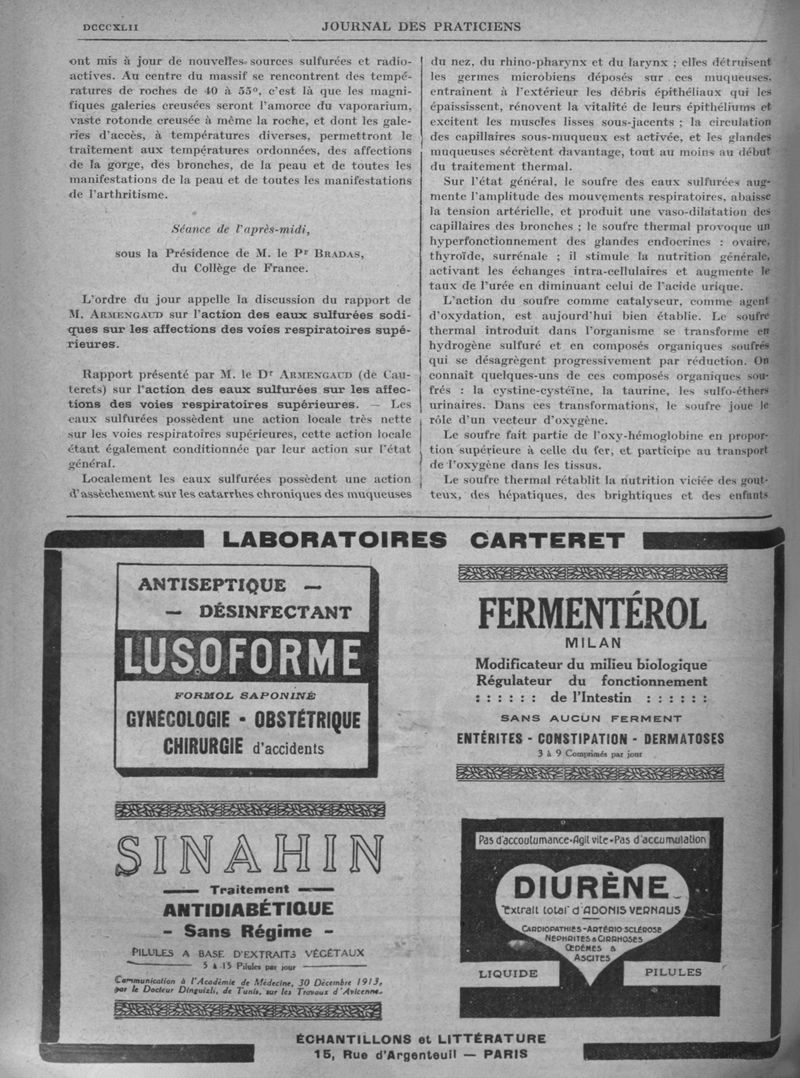 DCCCXLII
JOURNAL DES PRATICIENS
ont mis à jour de nouvelles sources sulfurées et radio-
actives. Au centre du massif se rencontrent des tempé-
ratures de roches de 40 à 55°, c'est là que les magni-
fiques galeries creusées seront l'amorce du vaporarium,
vaste rotonde creusée à même la roche, et dont les gale-
ries d'accès, à températures diverses, permettront le
traitement aux températures ordonnées, des affections
de la gorge, des bronches, de la peau et de toutes les
manifestations de la peau et de toutes les manifestations
de l'arthritisme.
Séance de l'après-midi,
sous la Présidence de M. le Pr BRADAS,
du Collège de France.
L'ordre du jour appelle la discussion du rapport de
M. ARMENGAUD sur l'action des eaux sulfurées sodi-
ques sur les affections des voies respiratoires supé-
rieures.
Rapport présenté par M. le Dr ARMENGAUD (de Cau-
terets) sur l'action des eaux sulfurées sur les affec-
tions des voies respiratoires supérieures. — Les
eaux sulfurées possèdent une action locale très nette
sur les voies respiratoires supérieures, cette action locale
étant également conditionnée par leur action sur l'état
général.
Localement les eaux sulfurées possèdent une action
d'assèchement sur les catarrhes chroniques des muqueuses
du nez, du rhino-pharynx et du larynx ; elles détruisent
les germes microbiens déposés sur ces muqueuses,
entraînent à l'extérieur les débris épithéliaux qui les
épaississent, rénovent la vitalité de leurs épithéliums et
excitent les muscles lisses sous-jacents ; la circulation
des capillaires sous-muqueux est activée, et les glandes
muqueuses sécrètent davantage, tout au moins au début
du traitement thermal.
Sur l'état général, le soufre des eaux sulfurées aug-
mente l'amplitude des mouvements respiratoires, abaisse
la tension artérielle, et produit une vaso-dilatation des
capillaires des bronches ; le soufre thermal provoque un
hyperfonctionnement des glandes endocrines : ovaire,
thyroïde, surrénale ; il stimule la nutrition générale,
activant les échanges intra-cellulaires et augmente le
taux de l'urée en diminuant celui de l'acide urique.
L'action du soufre comme catalyseur, comme agent
d'oxydation, est aujourd'hui bien établie. Le soufre
thermal introduit dans l'organisme se transforme en
hydrogène sulfuré et en composés organiques soufrés
qui se désagrègent progressivement par réduction. On
connaît quelques-uns de ces composés organiques sou-
frés : la cystine-cystéïne, la taurine, les sulfo-éthers
urinaires. Dans ces transformations, le soufre joue le
rôle d'un vecteur d'oxygène.
Le soufre fait partie de l'oxy-hémoglobine en propor-
tion supérieure à celle du fer, et participe au transport
de l'oxygène dans les tissus.
Le soufre thermal rétablit la nutrition viciée des gout-
teux, des hépatiques, des brightiques et des enfants
LABORATOIRES CARTERET
ANTISEPTIQUE —
— DÉSINFECTANT
LUSOFORME
FORMOL SAPONINÉ
GYNÉCOLOGIE - OBSTÉTRIQUE
CHIRURGIE d'accidents
FERMENTÉROL
MILAN
Modificateur du milieu biologique
Régulateur du fonctionnement
: : : : : : de l'Intestin : : : : : :
SANS AUCUN FERMENT
ENTÉRITES - CONSTIPATION - DERMATOSES
3 à 9 Comprimés par jour
SINAHIN
— Traitement —
ANTIDIABÉTIQUE
- Sans Régime -
PILULES A BASE D'EXTRAITS VÉGÉTAUX
5 à 15 Pilules par jour
Communication à l'Académie de Médecine, 30 Décembre 1913,
par le Docteur Dinguizli, de Tunis, sur les Travaux d'Avicenne.
Pas d'accoutumance-Agit vite-Pas d'accumulation
DIURÈNE
Extrait total d'ADONIS VERNALIS
CARDIOPATHIES-ARTÉRIO SCLÉROSE
NÉPHRITES & CIRRHOSES
ŒDÈMES &
ASCITES
LIQUIDE
PILULES
ÉCHANTILLONS et LITTÉRATURE
15, Rue d'Argenteuil — PARIS